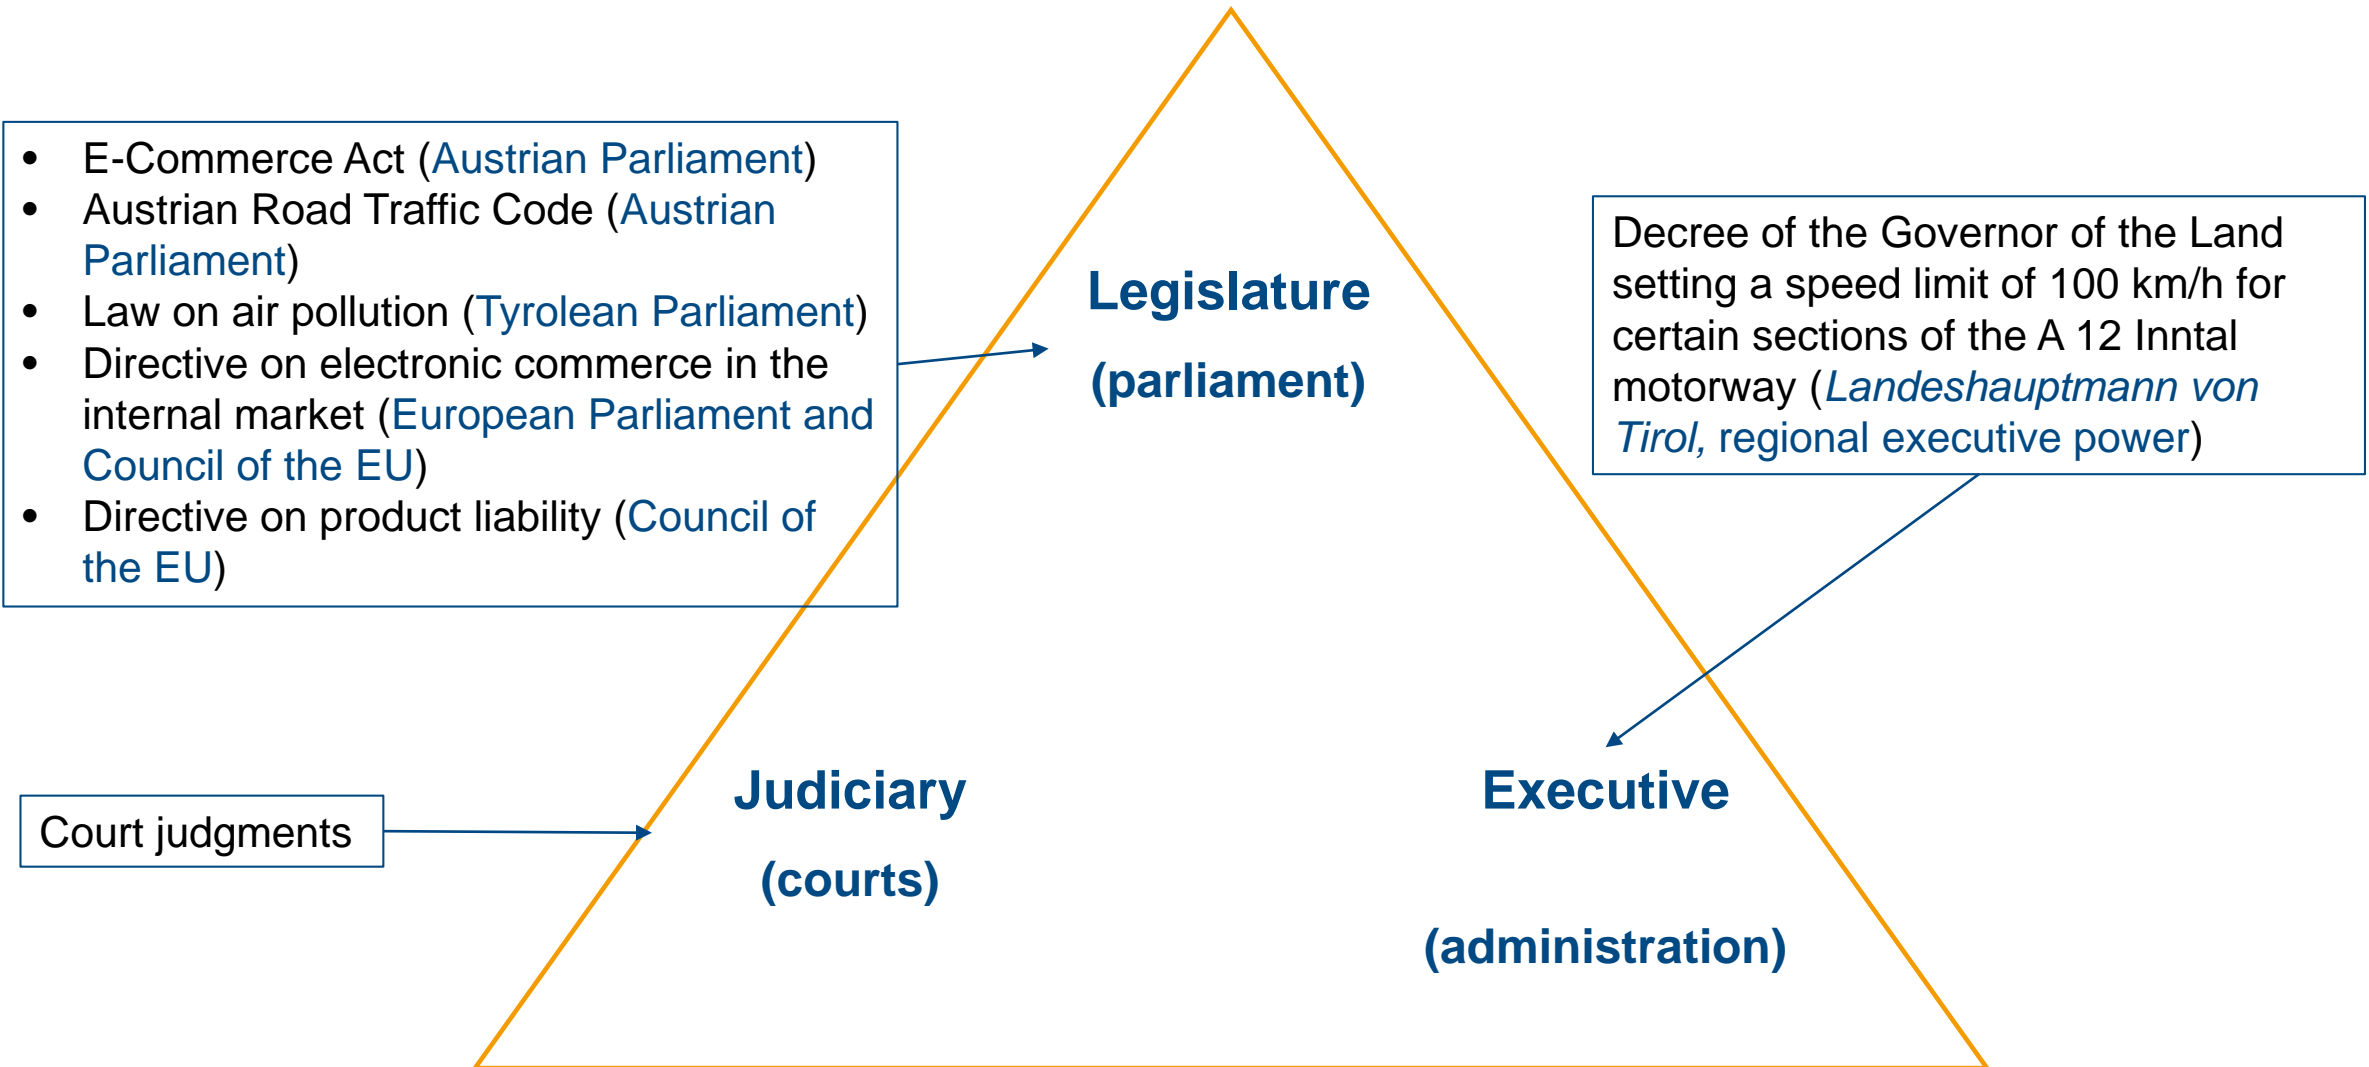 • E-Commerce Act (Austrian Parliament)
• Austrian Road Traffic Code (Austrian
Parliament)
• Law on air pollution (Tyrolean Parliament)
• Directive on electronic commerce in the
internal market (European Parliament and
Council of the EU)
• Directive on product liability (Council of
the EU)
Legislature
(parliament)
Decree of the Governor of the Land
setting a speed limit of 100 km/h for
certain sections of the A 12 Inntal
motorway (Landeshauptmann von
Tirol, regional executive power)
Court judgments
Judiciary
(courts)
Executive
(administration)